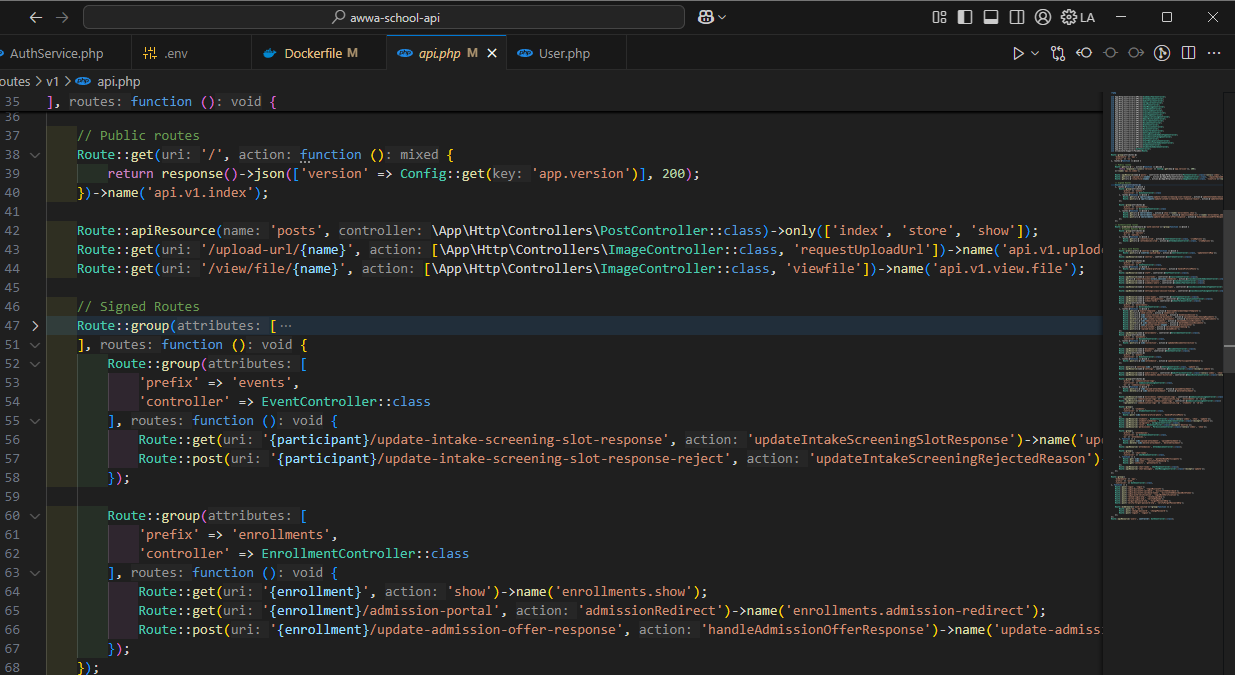 awwa-school-api
LA
AuthService.php
.env
Dockerfile M
api.php M
User.php
outes > v1 > api.php
35 ], routes: function (): void {
36
37 // Public routes
38 Route::get(uri: '/', action: function (): mixed {
39 return response()->json(['version' => Config::get(key: 'app.version')], 200);
40 })->name('api.v1.index');
41
42 Route::apiResource(name: 'posts', controller: \App\Http\Controllers\PostController::class)->only(['index', 'store', 'show']);
43 Route::get(uri: '/upload-url/{name}', action: [\App\Http\Controllers\ImageController::class, 'requestUploadUrl'])->name('api.v1.uplode
44 Route::get(uri: '/view/file/{name}', action: [\App\Http\Controllers\ImageController::class, 'viewfile'])->name('api.v1.view.file');
45
46 // Signed Routes
47 Route::group(attributes: [ ···
51 ], routes: function (): void {
52 Route::group(attributes: [
53 'prefix' => 'events',
54 'controller' => EventController::class
55 ], routes: function (): void {
56 Route::get(uri: '{participant}/update-intake-screening-slot-response', action: 'updateIntakeScreeningSlotResponse')->name('up
57 Route::post(uri: '{participant}/update-intake-screening-slot-response-reject', action: 'updateIntakeScreeningRejectedReason')
58 });
59
60 Route::group(attributes: [
61 'prefix' => 'enrollments',
62 'controller' => EnrollmentController::class
63 ], routes: function (): void {
64 Route::get(uri: '{enrollment}', action: 'show')->name('enrollments.show');
65 Route::get(uri: '{enrollment}/admission-portal', action: 'admissionRedirect')->name('enrollments.admission-redirect');
66 Route::post(uri: '{enrollment}/update-admission-offer-response', action: 'handleAdmissionOfferResponse')->name('update-admiss
67 });
68 });